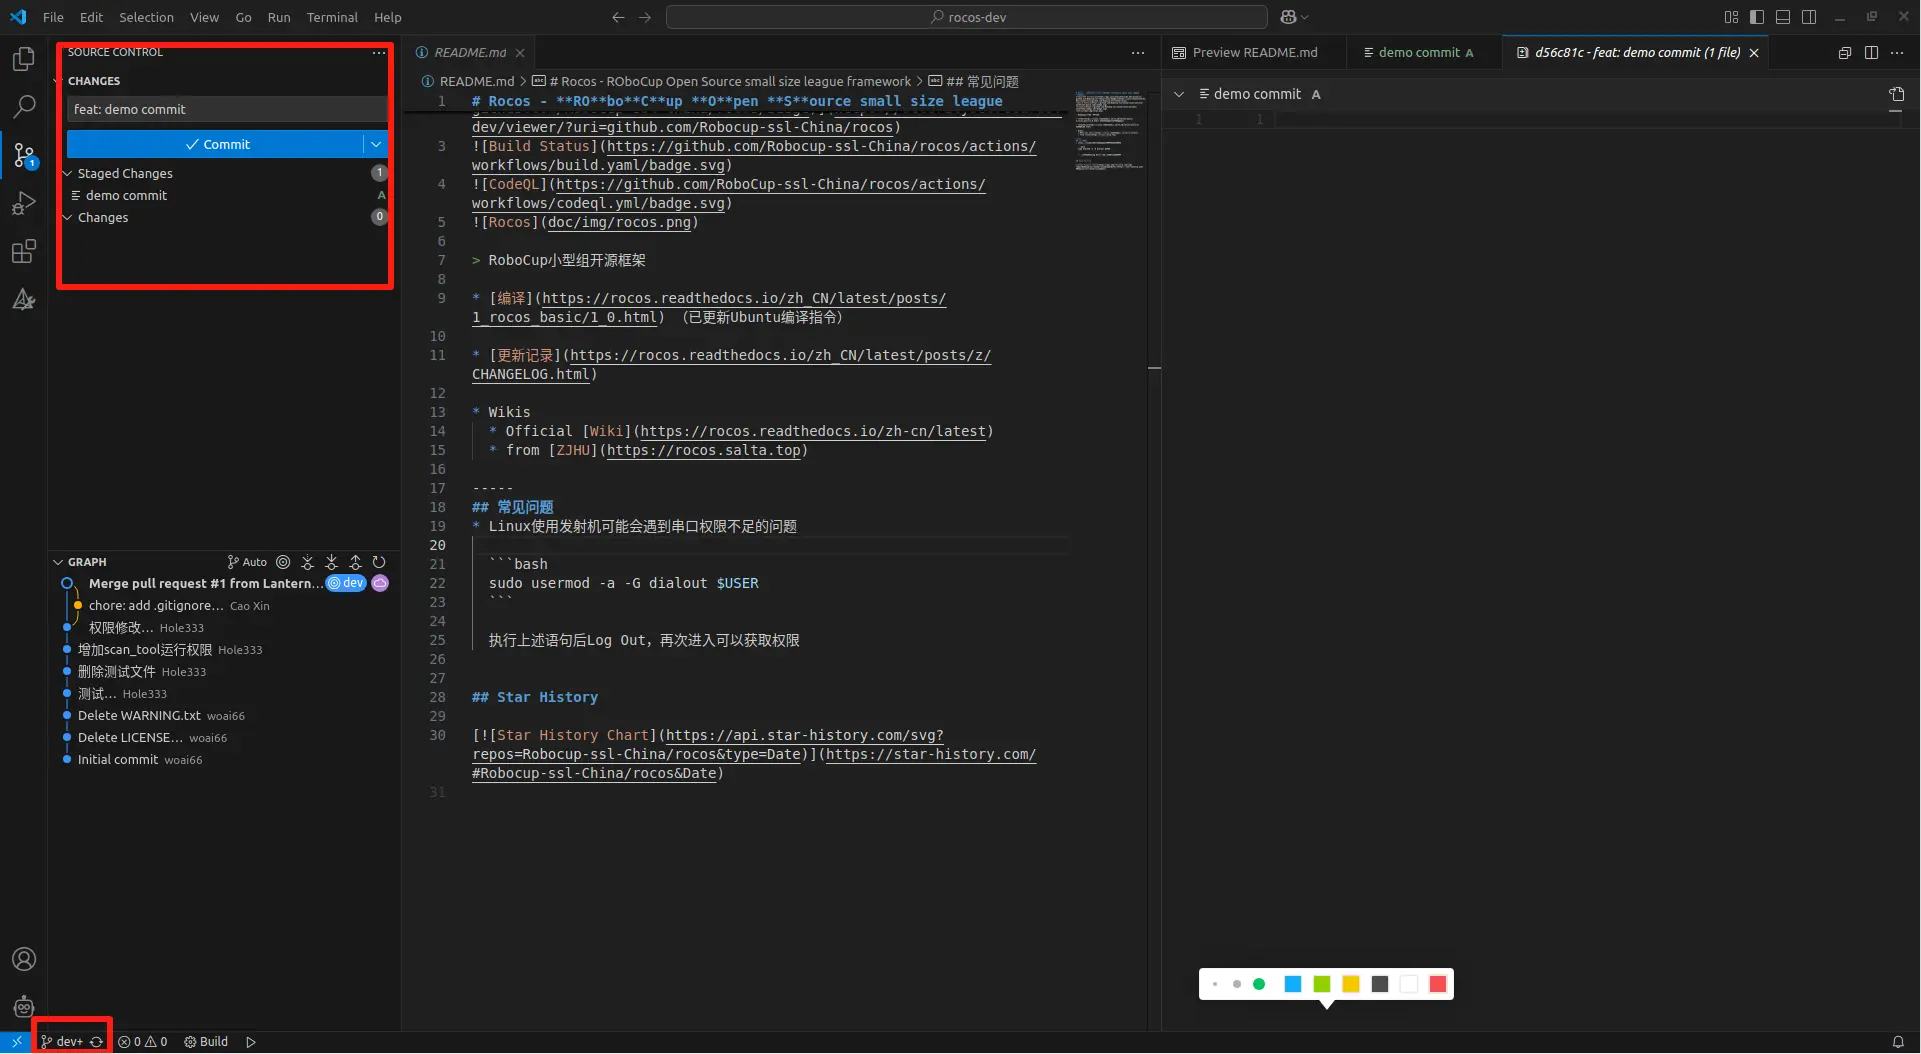 File Edit Selection View Go Run Terminal Help
rocos-dev
SOURCE CONTROL
CHANGES
feat: demo commit
Commit
Staged Changes 1
demo commit A
Changes 0
1
GRAPH Auto
Merge pull request #1 from Lantern... dev
chore: add .gitignore... Cao Xin
权限修改... Hole333
增加scan_tool运行权限 Hole333
删除测试文件 Hole333
测试... Hole333
Delete WARNING.txt woai66
Delete LICENSE... woai66
Initial commit woai66
README.md
README.md > # Rocos - ROboCup Open Source small size league framework > ## 常见问题
1 # Rocos - **RO**bo**C**up **O**pen **S**ource small size league
dev/viewer/?uri=github.com/Robocup-ssl-China/rocos)
3 ![Build Status](https://github.com/Robocup-ssl-China/rocos/actions/
workflows/build.yaml/badge.svg)
4 ![CodeQL](https://github.com/RoboCup-ssl-China/rocos/actions/
workflows/codeql.yml/badge.svg)
5 ![Rocos](doc/img/rocos.png)
6
7 > RoboCup小型组开源框架
8
9 * [编译](https://rocos.readthedocs.io/zh_CN/latest/posts/
1_rocos_basic/1_0.html) （已更新Ubuntu编译指令）
10
11 * [更新记录](https://rocos.readthedocs.io/zh_CN/latest/posts/z/
CHANGELOG.html)
12
13 * Wikis
14 * Official [Wiki](https://rocos.readthedocs.io/zh-cn/latest)
15 * from [ZJHU](https://rocos.salta.top)
16
17 -----
18 ## 常见问题
19 * Linux使用发射机可能会遇到串口权限不足的问题
20
21 ```bash
22 sudo usermod -a -G dialout $USER
23 ```
24
25 执行上述语句后Log Out，再次进入可以获取权限
26
27
28 ## Star History
29
30 [![Star History Chart](https://api.star-history.com/svg?
repos=Robocup-ssl-China/rocos&type=Date)](https://star-history.com/
#Robocup-ssl-China/rocos&Date)
31
Preview README.md
demo commit A
d56c81c - feat: demo commit (1 file)
demo commit A
1 1
dev+ 0 0 Build